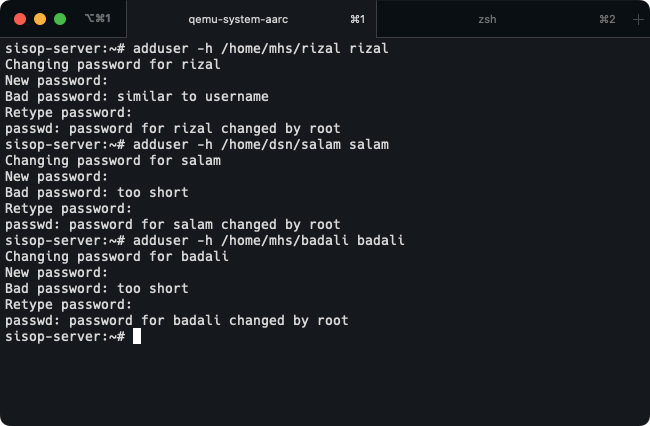 ⌥⌘1 qemu-system-aarc ⌘1 zsh ⌘2 +
sisop-server:~# adduser -h /home/mhs/rizal rizal
Changing password for rizal
New password:
Bad password: similar to username
Retype password:
passwd: password for rizal changed by root
sisop-server:~# adduser -h /home/dsn/salam salam
Changing password for salam
New password:
Bad password: too short
Retype password:
passwd: password for salam changed by root
sisop-server:~# adduser -h /home/mhs/badali badali
Changing password for badali
New password:
Bad password: too short
Retype password:
passwd: password for badali changed by root
sisop-server:~#